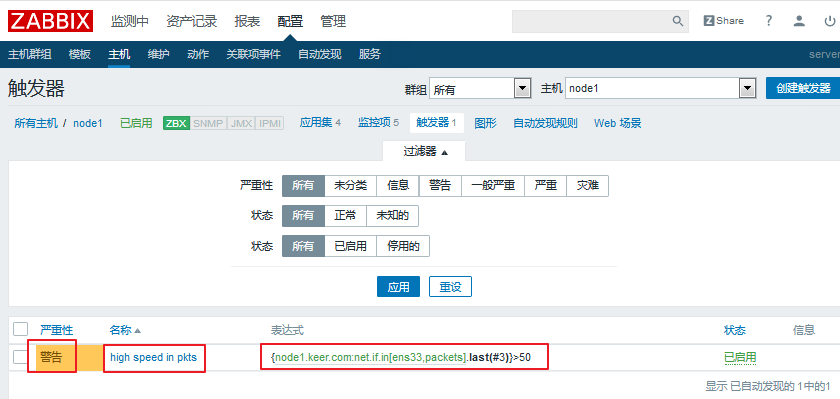 ZABBIX 监测中 资产记录 报表 配置 管理 Z Share ?
主机群组 模板 主机 维护 动作 关联项事件 自动发现 服务 server
触发器 群组 所有 主机 node1 创建触发器
所有主机 / node1 已启用 ZBX SNMP JMX IPMI 应用集 4 监控项 5 触发器 1 图形 自动发现规则 Web 场景
过滤器 ▲
严重性 所有 未分类 信息 警告 一般严重 严重 灾难
状态 所有 正常 未知的
状态 所有 已启用 停用的
应用 重设
严重性 名称 ▲ 表达式 状态 信息
警告 high speed in pkts {node1.keer.com:net.if.in[ens33,packets].last(#3)}>50 已启用
显示 已自动发现的 1中的1